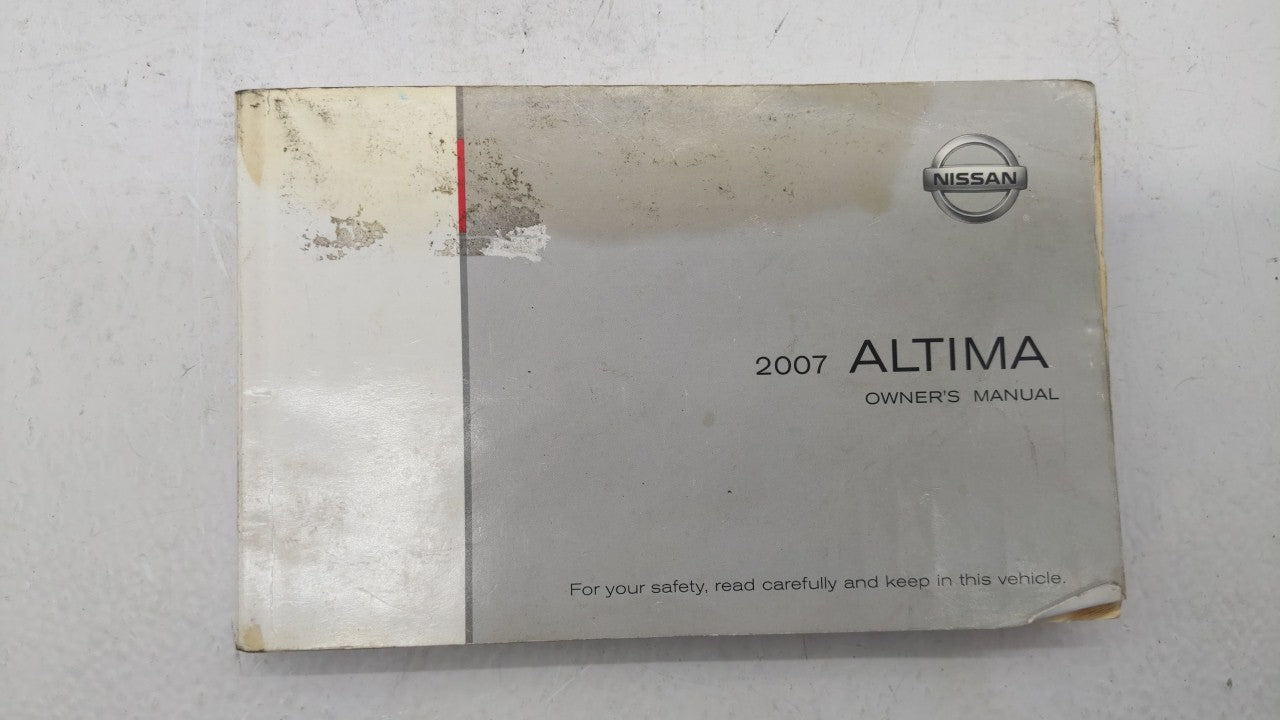 NISSAN
2007 ALTIMA
OWNER'S MANUAL
For your safety, read carefully and keep in this vehicle.